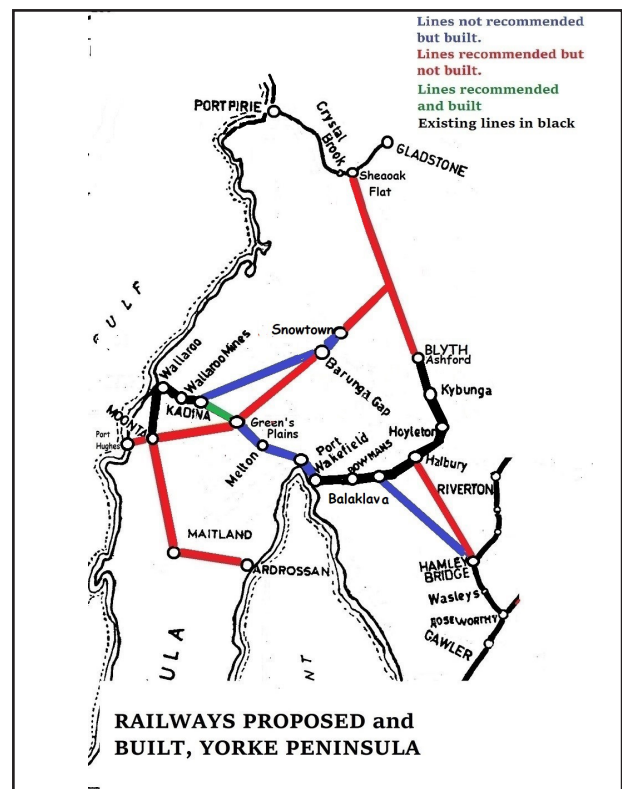 Lines not recommended
but built.
Lines recommended but
not built.
Lines recommended
and built
Existing lines in black
PORTPIRIE
Crystal
Brook
GLADSTONE
Sheaoak
Flat
GULF
Snowtown
BLYTH
Ashford
Wallaroo
Wallaroo Mines
Barunga Gap
Kybunga
KADINA
MOONTA
Green's
Plains
Hoyleton
Port
Hughes
Melton
Port
Wakefield
BOWMANS
Halbury
RIVERTON
Balaklava
MAITLAND
ARDROSSAN
HAMLEY
BRIDGE
Wasleys
ROSEWORTHY
GAWLER
ULA
NT
RAILWAYS PROPOSED and
BUILT, YORKE PENINSULA